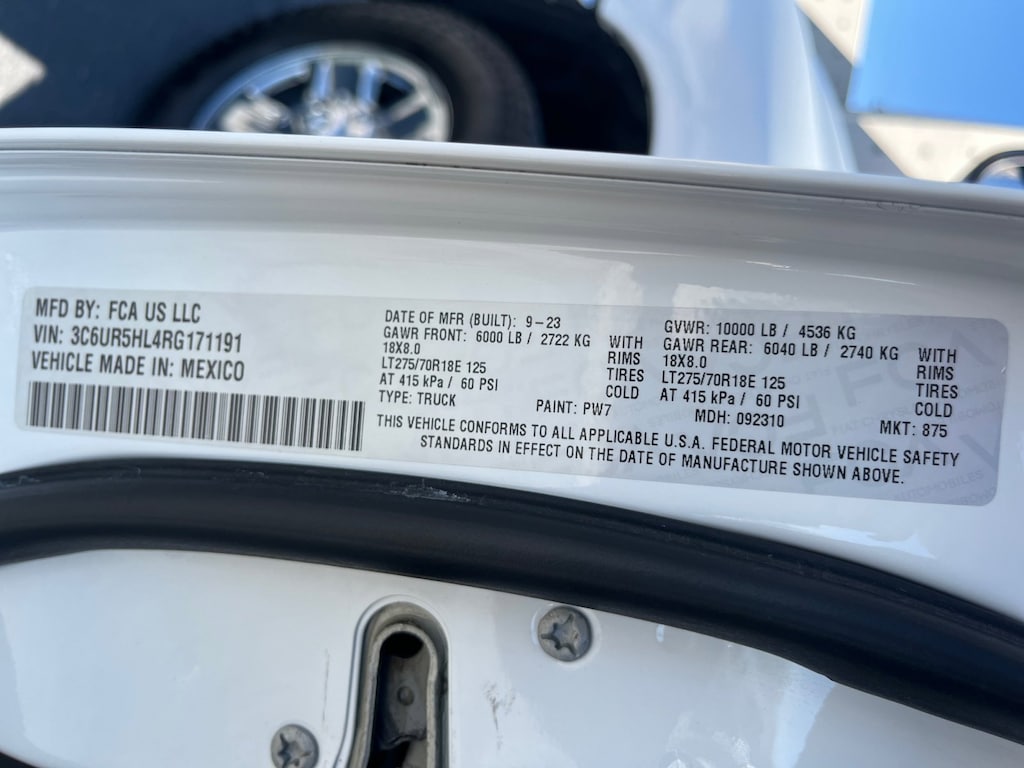 MFD BY: FCA US LLC
VIN: 3C6UR5HL4RG171191
VEHICLE MADE IN: MEXICO
DATE OF MFR (BUILT): 9-23
GAWR FRONT: 6000 LB / 2722 KG WITH
18X8.0 RIMS
LT275/70R18E 125 TIRES
AT 415 kPa / 60 PSI COLD
TYPE: TRUCK PAINT: PW7
GVWR: 10000 LB / 4536 KG
GAWR REAR: 6040 LB / 2740 KG WITH
18X8.0 RIMS
LT275/70R18E 125 TIRES
AT 415 kPa / 60 PSI COLD
MDH: 092310 MKT: 875
THIS VEHICLE CONFORMS TO ALL APPLICABLE U.S.A. FEDERAL MOTOR VEHICLE SAFETY
STANDARDS IN EFFECT ON THE DATE OF MANUFACTURE SHOWN ABOVE.
AUTOMOBILES